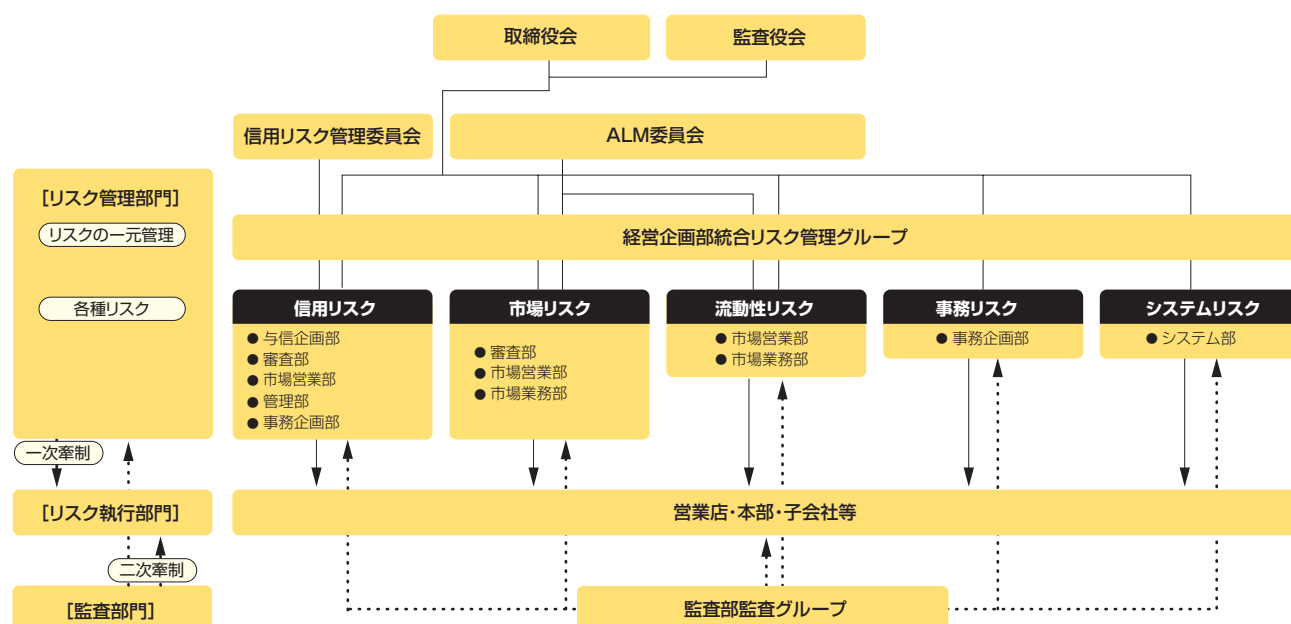 取締役会
監査役会
信用リスク管理委員会
ALM委員会
[リスク管理部門]
リスクの一元管理
経営企画部統合リスク管理グループ
各種リスク
信用リスク
● 与信企画部
● 審査部
● 市場営業部
● 管理部
● 事務企画部
市場リスク
● 審査部
● 市場営業部
● 市場業務部
流動性リスク
● 市場営業部
● 市場業務部
事務リスク
● 事務企画部
システムリスク
● システム部
一次牽制
[リスク執行部門]
営業店・本部・子会社等
二次牽制
[監査部門]
監査部監査グループ